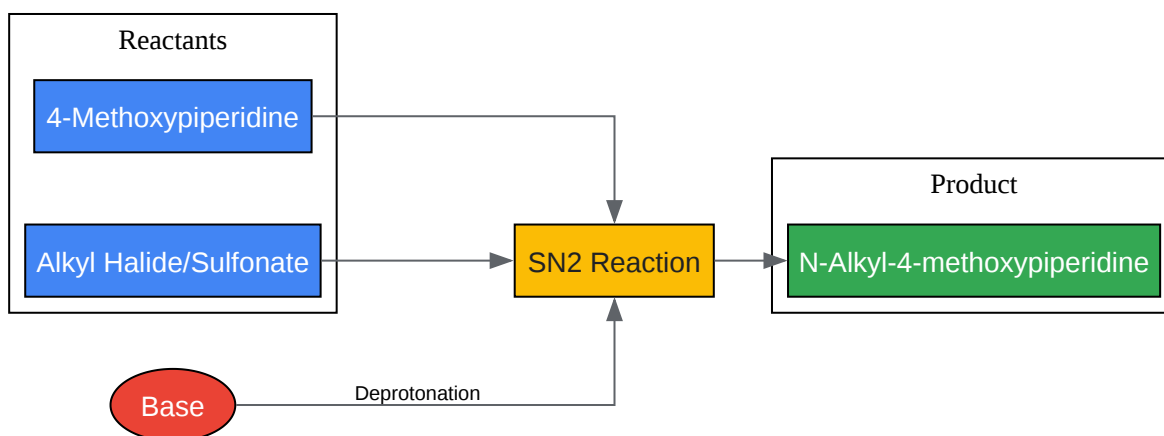 Reactants
4-Methoxypiperidine
Alkyl Halide/Sulfonate
SN2 Reaction
Product
N-Alkyl-4-methoxypiperidine
Deprotonation
Base